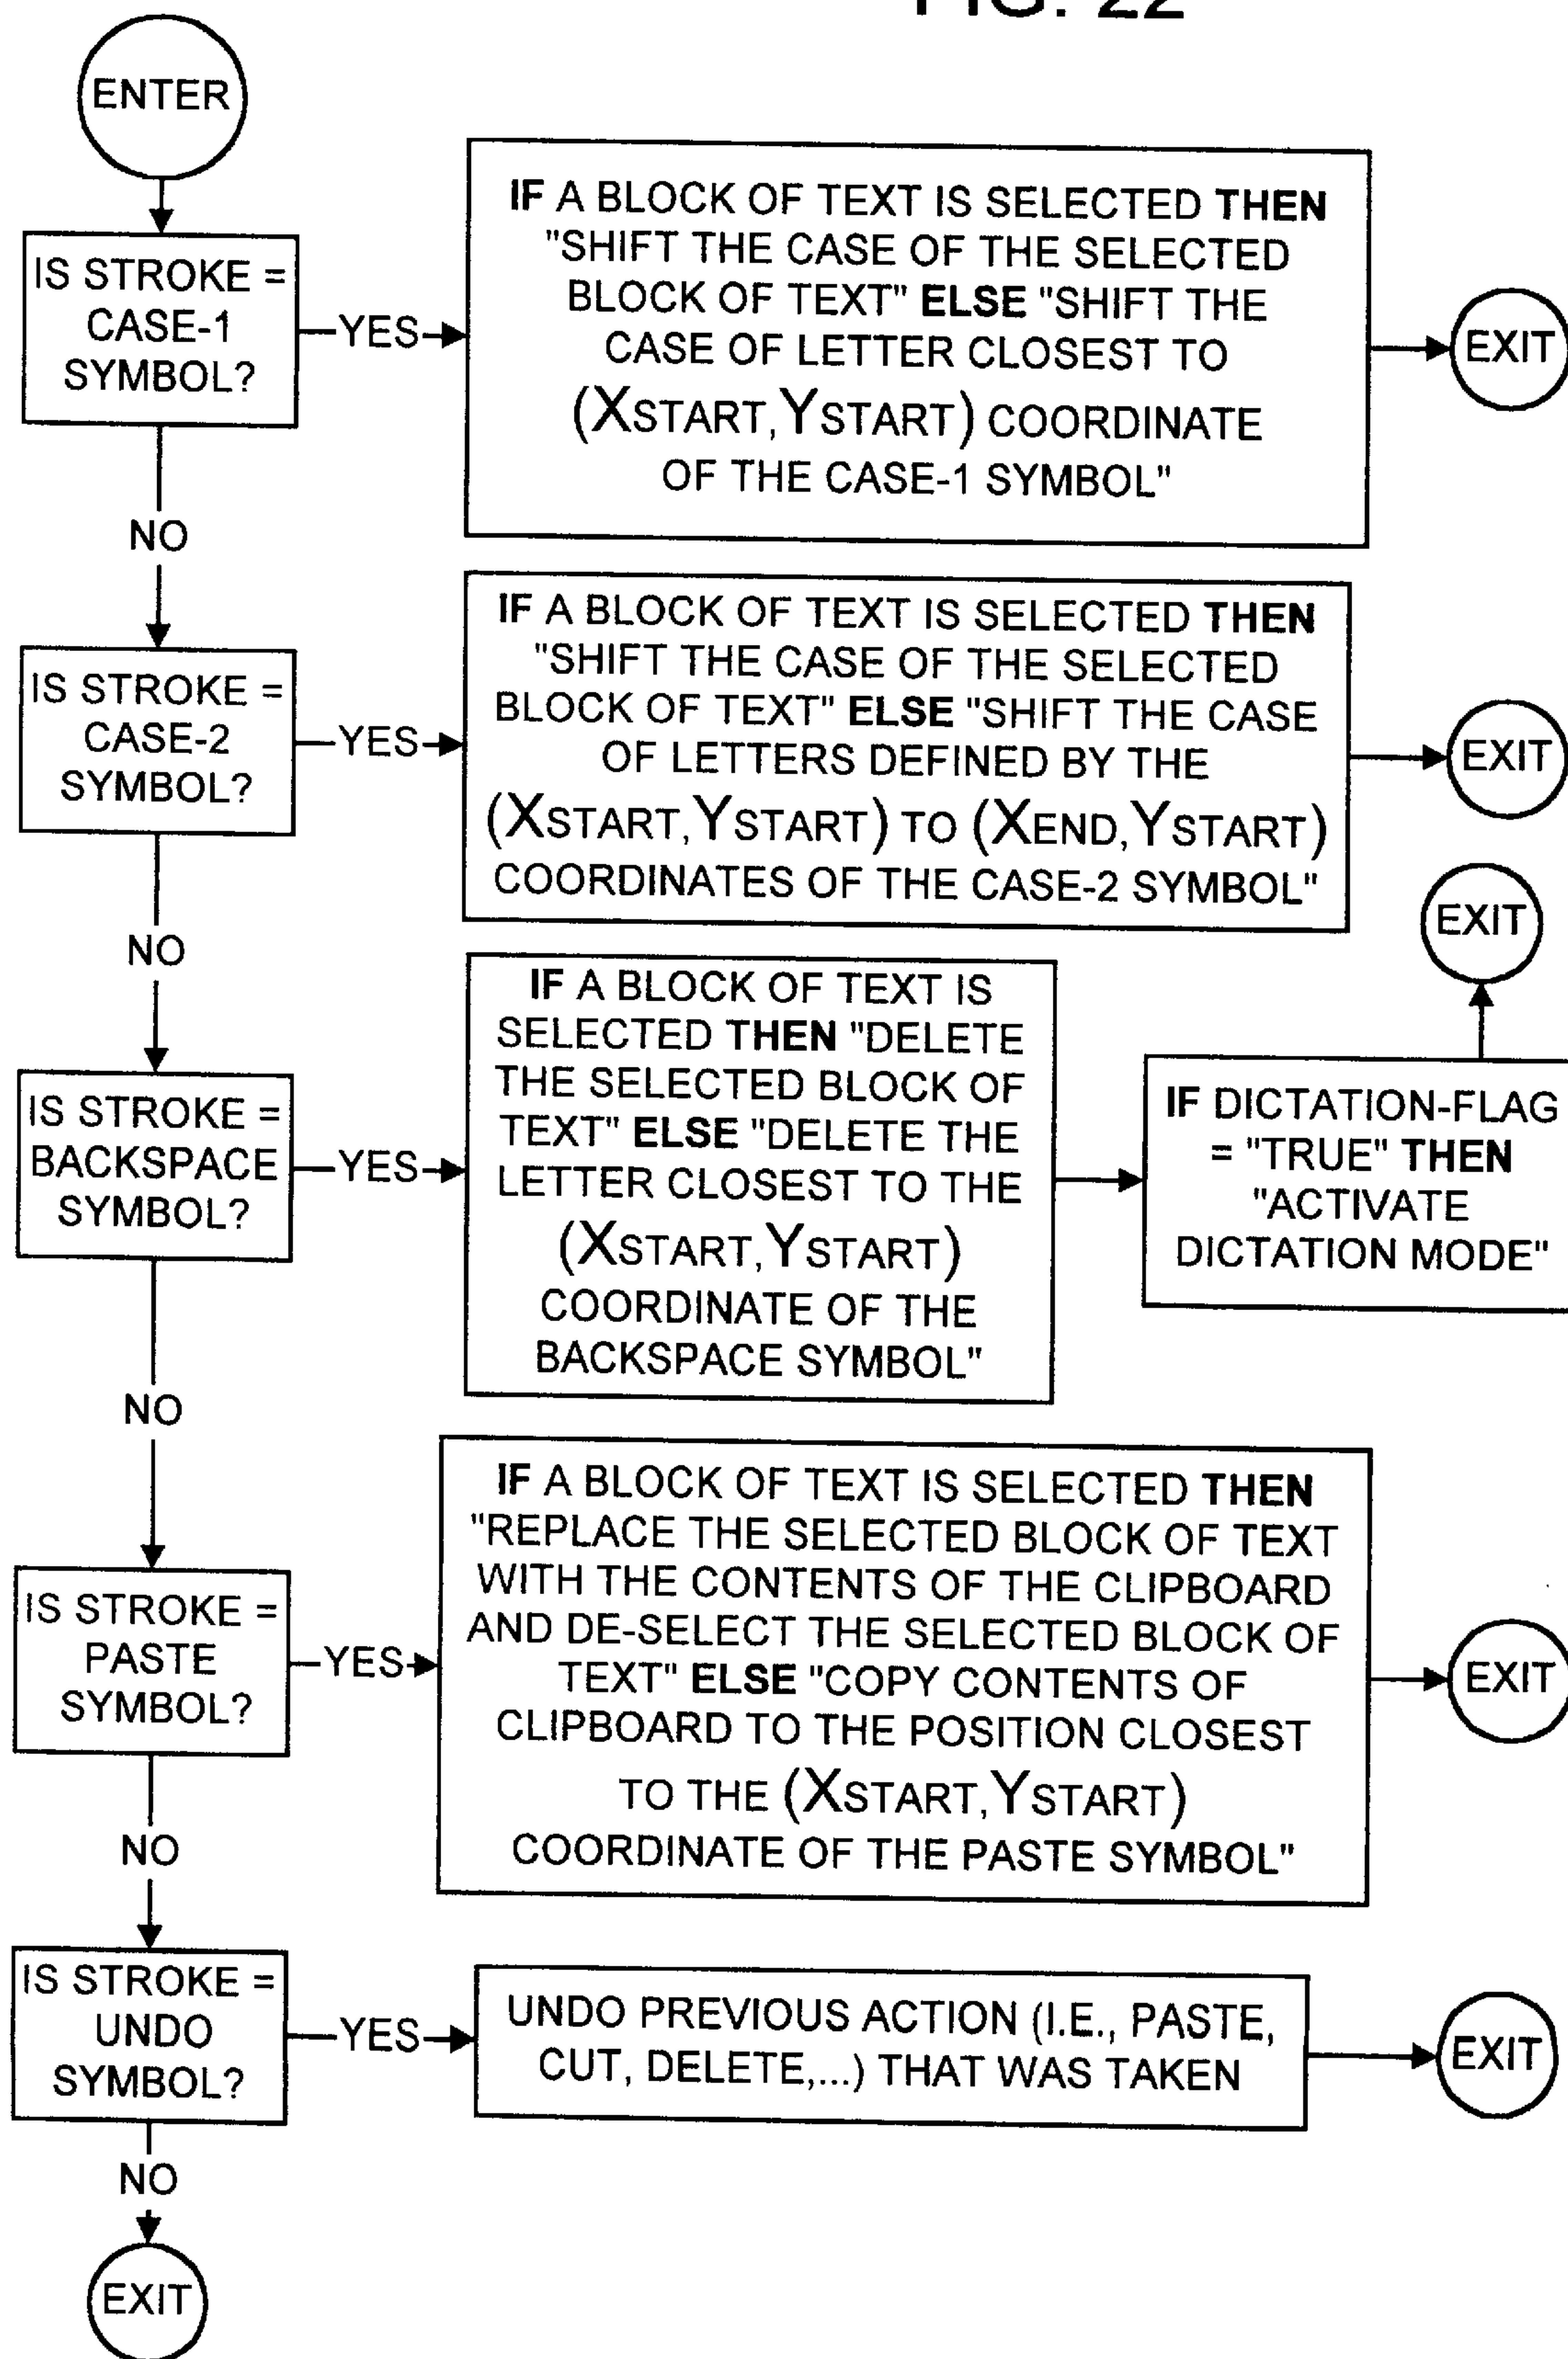 FIG. 22
ENTER
IS STROKE =
CASE-1
SYMBOL?
YES
IF A BLOCK OF TEXT IS SELECTED THEN
"SHIFT THE CASE OF THE SELECTED
BLOCK OF TEXT" ELSE "SHIFT THE
CASE OF LETTER CLOSEST TO
(XSTART,YSTART) COORDINATE
OF THE CASE-1 SYMBOL"
EXIT
NO
IS STROKE =
CASE-2
SYMBOL?
YES
IF A BLOCK OF TEXT IS SELECTED THEN
"SHIFT THE CASE OF THE SELECTED
BLOCK OF TEXT" ELSE "SHIFT THE CASE
OF LETTERS DEFINED BY THE
(XSTART,YSTART) TO (XEND,YSTART)
COORDINATES OF THE CASE-2 SYMBOL"
EXIT
NO
IS STROKE =
BACKSPACE
SYMBOL?
YES
IF A BLOCK OF TEXT IS
SELECTED THEN "DELETE
THE SELECTED BLOCK OF
TEXT" ELSE "DELETE THE
LETTER CLOSEST TO THE
(XSTART,YSTART)
COORDINATE OF THE
BACKSPACE SYMBOL"
IF DICTATION-FLAG
= "TRUE" THEN
"ACTIVATE
DICTATION MODE"
EXIT
NO
IS STROKE =
PASTE
SYMBOL?
YES
IF A BLOCK OF TEXT IS SELECTED THEN
"REPLACE THE SELECTED BLOCK OF TEXT
WITH THE CONTENTS OF THE CLIPBOARD
AND DE-SELECT THE SELECTED BLOCK OF
TEXT" ELSE "COPY CONTENTS OF
CLIPBOARD TO THE POSITION CLOSEST
TO THE (XSTART,YSTART)
COORDINATE OF THE PASTE SYMBOL"
EXIT
NO
IS STROKE =
UNDO
SYMBOL?
YES
UNDO PREVIOUS ACTION (I.E., PASTE,
CUT, DELETE,...) THAT WAS TAKEN
EXIT
NO
EXIT